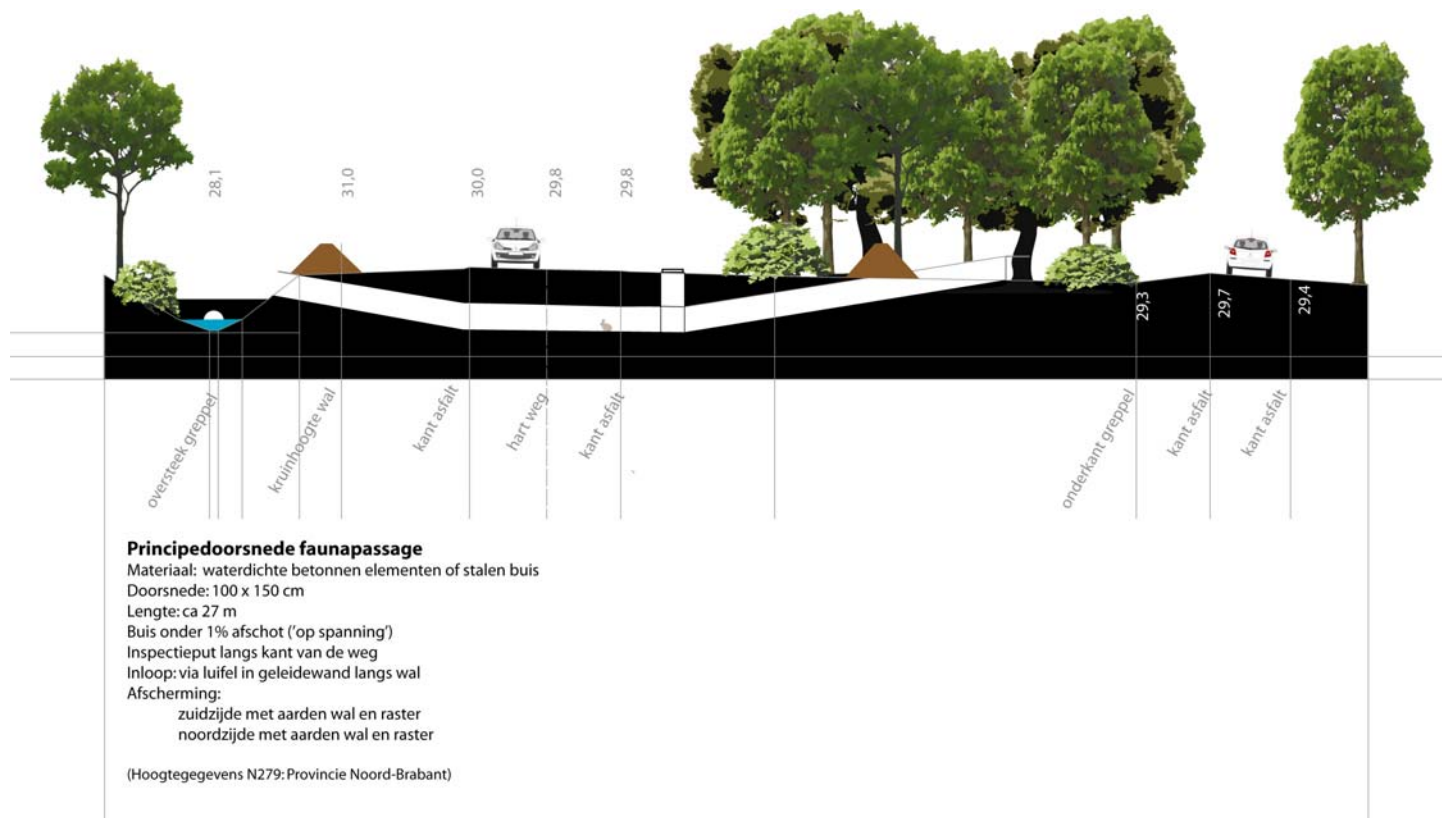 28,1
31,0
30,0
29,8
29,8
29,3
29,7
29,4
oversteek greppel
kruinhoogte wal
kant asfalt
hart weg
kant asfalt
onderkant greppel
kant asfalt
kant asfalt
Principedoorsnede faunapassage
Materiaal: waterdichte betonnen elementen of stalen buis
Doorsnede: 100 x 150 cm
Lengte: ca 27 m
Buis onder 1% afschot ('op spanning')
Inspectieput langs kant van de weg
Inloop: via luifel in geleidewand langs wal
Afscherming:
zuidzijde met aarden wal en raster
noordzijde met aarden wal en raster
(Hoogtegegevens N279: Provincie Noord-Brabant)